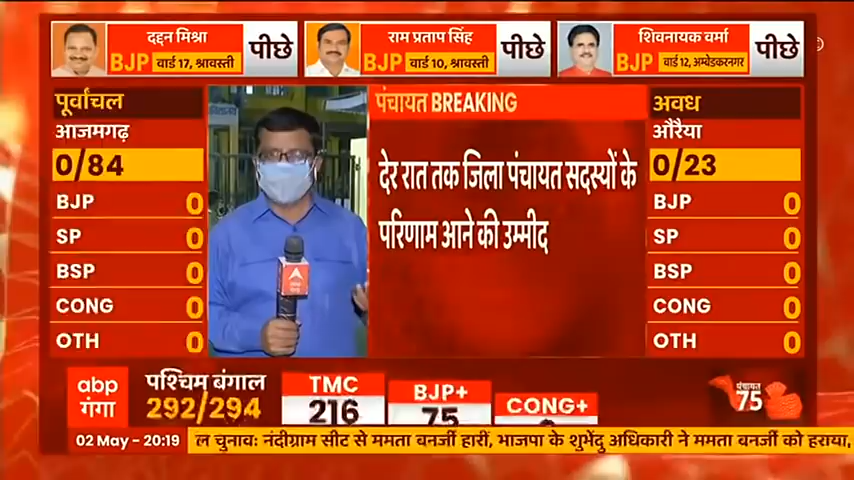 दद्दन मिश्रा
BJP वार्ड 17, श्रावस्ती
पीछे
राम प्रताप सिंह
BJP वार्ड 10, श्रावस्ती
पीछे
शिवनायक वर्मा
BJP वार्ड 12, अम्बेडकरनगर
पीछे
पूर्वांचल
आजमगढ़
0/84
BJP 0
SP 0
BSP 0
CONG 0
OTH 0
पंचायत BREAKING
देर रात तक जिला पंचायत सदस्यों के
परिणाम आने की उम्मीद
अवध
औरैया
0/23
BJP 0
SP 0
BSP 0
CONG 0
OTH 0
abp
गंगा
पश्चिम बंगाल
292/294
TMC
216
BJP+
75
CONG+
पंचायत
75
02 May - 20:19
ल चुनाव: नंदीग्राम सीट से ममता बनर्जी हारीं, भाजपा के शुभेंदु अधिकारी ने ममता बनर्जी को हराया,